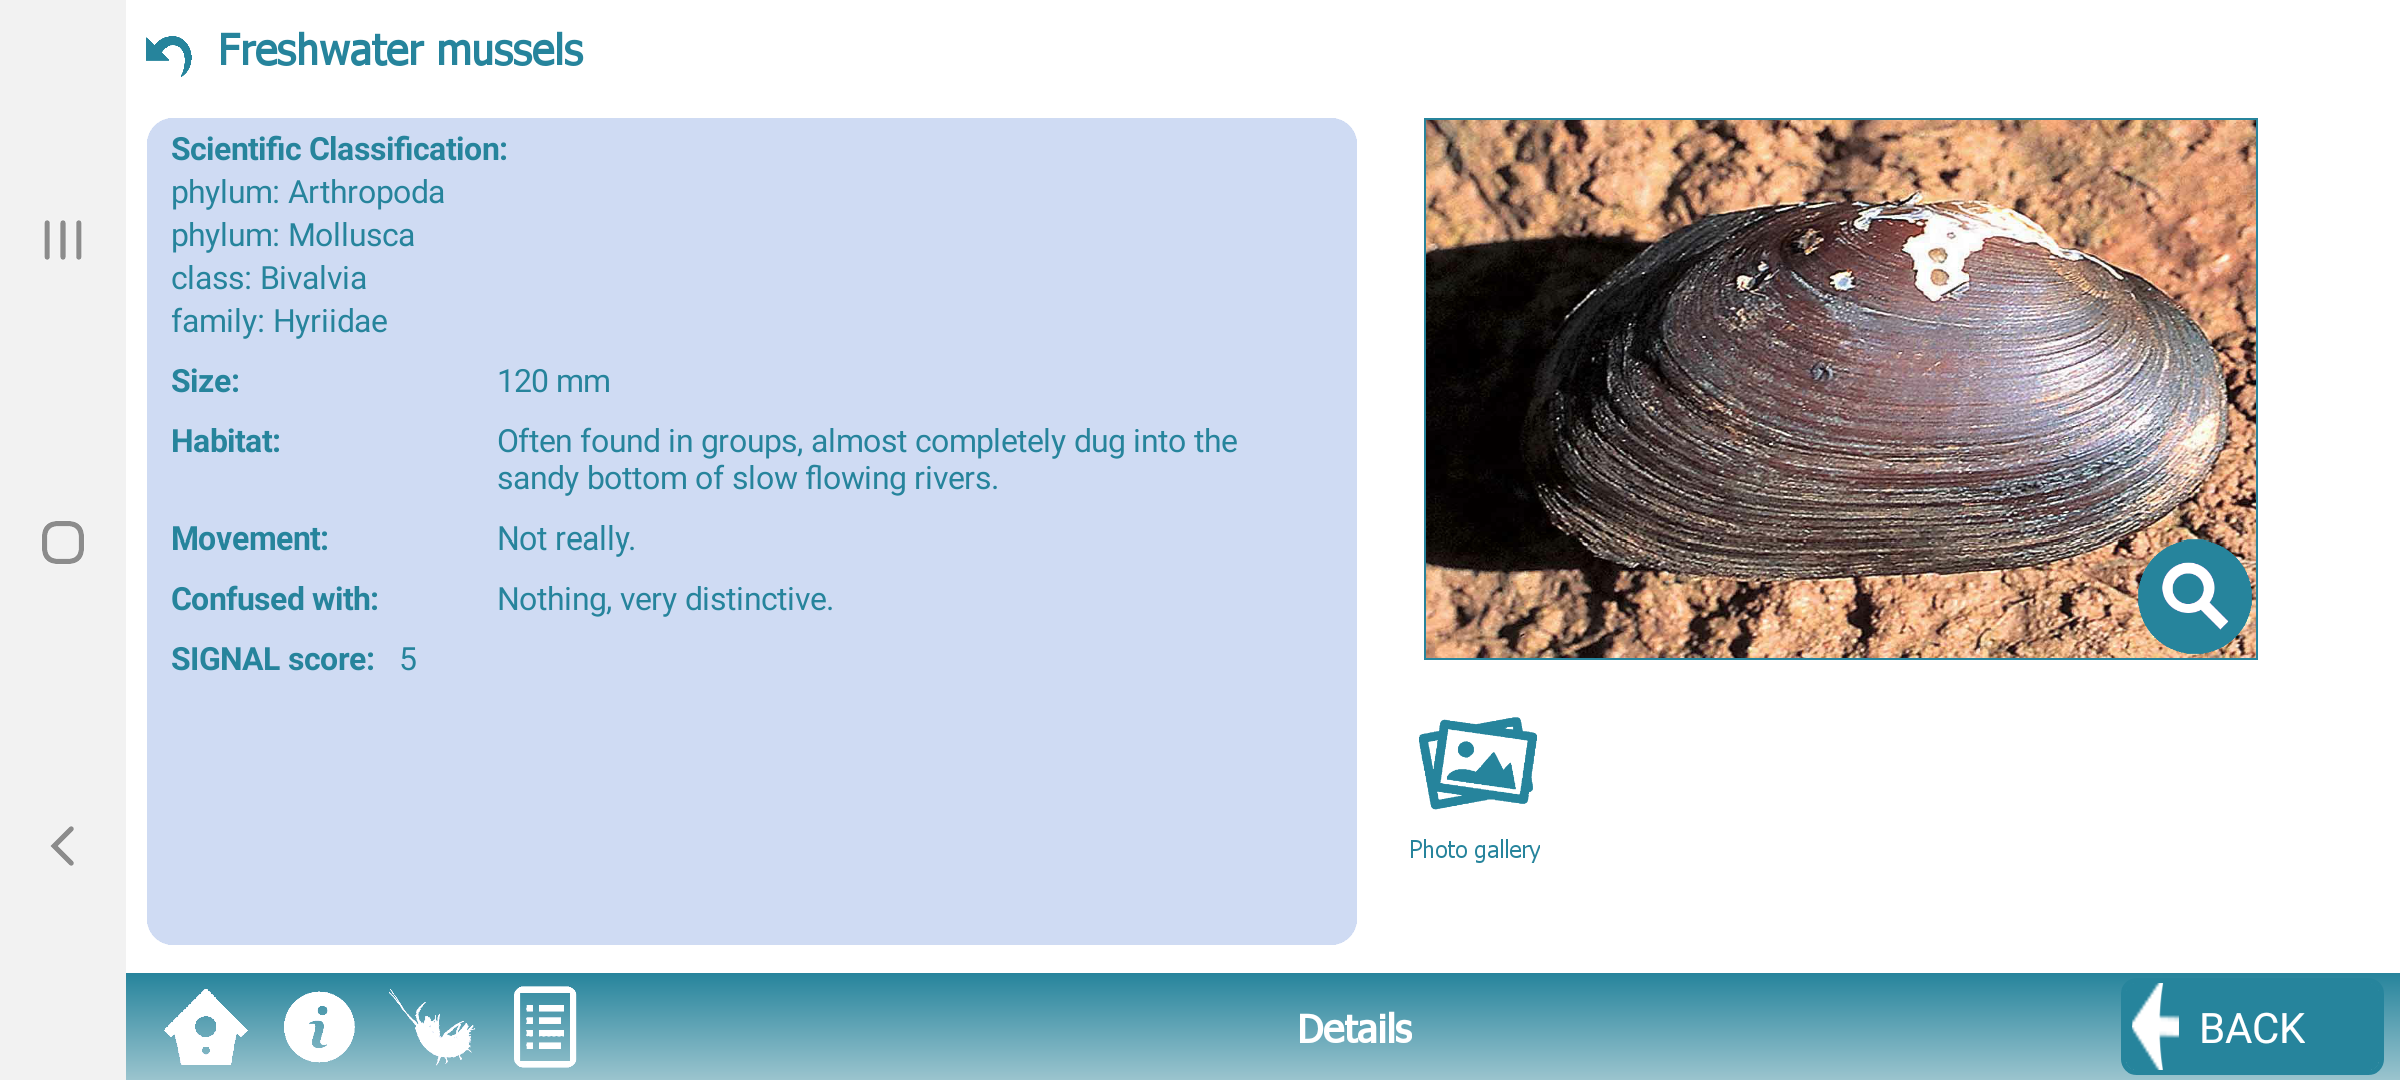 Freshwater mussels
Scientific Classification:
phylum: Arthropoda
phylum: Mollusca
class: Bivalvia
family: Hyriidae
Size: 120 mm
Habitat: Often found in groups, almost completely dug into the
sandy bottom of slow flowing rivers.
Movement: Not really.
Confused with: Nothing, very distinctive.
SIGNAL score: 5
Photo gallery
Details
BACK